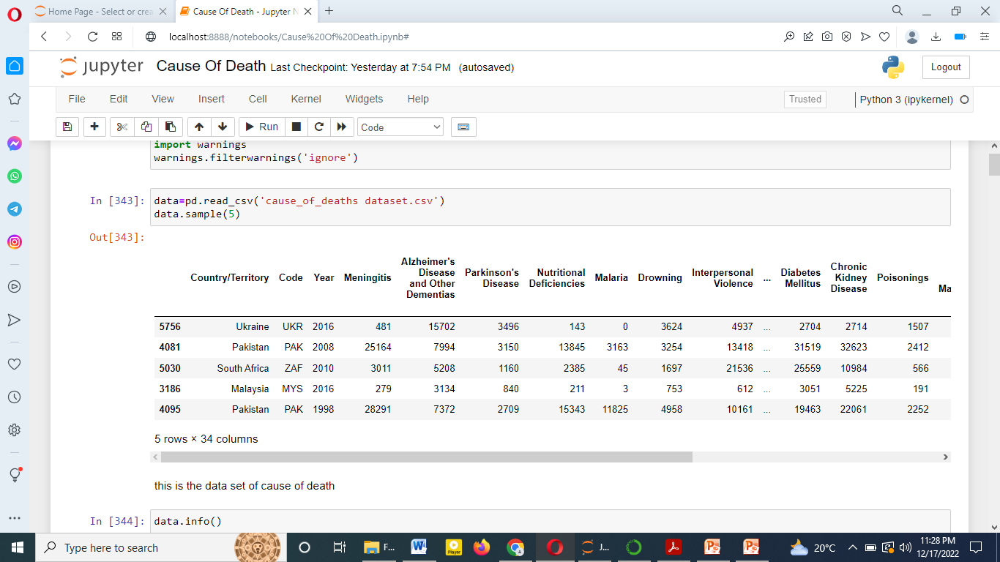 Home Page - Select or crea
Cause Of Death - Jupyter N
localhost:8888/notebooks/Cause%20Of%20Death.ipynb#
jupyter Cause Of Death Last Checkpoint: Yesterday at 7:54 PM (autosaved)
Logout
File Edit View Insert Cell Kernel Widgets Help
Trusted
Python 3 (ipykernel)
Run
Code
import warnings
warnings.filterwarnings('ignore')
In [343]:
data=pd.read_csv('cause_of_deaths dataset.csv')
data.sample(5)
Out[343]:
Country/Territory Code Year Meningitis Alzheimer's Disease and Other Dementias Parkinson's Disease Nutritional Deficiencies Malaria Drowning Interpersonal Violence ... Diabetes Mellitus Chronic Kidney Disease Poisonings Ma
5756 Ukraine UKR 2016 481 15702 3496 143 0 3624 4937 ... 2704 2714 1507
4081 Pakistan PAK 2008 25164 7994 3150 13845 3163 3254 13418 ... 31519 32623 2412
5030 South Africa ZAF 2010 3011 5208 1160 2385 45 1697 21536 ... 25559 10984 566
3186 Malaysia MYS 2016 279 3134 840 211 3 753 612 ... 3051 5225 191
4095 Pakistan PAK 1998 28291 7372 2709 15343 11825 4958 10161 ... 19463 22061 2252
5 rows × 34 columns
this is the data set of cause of death
In [344]:
data.info()
Type here to search
F...
Player
J...
20°C
11:28 PM
12/17/2022